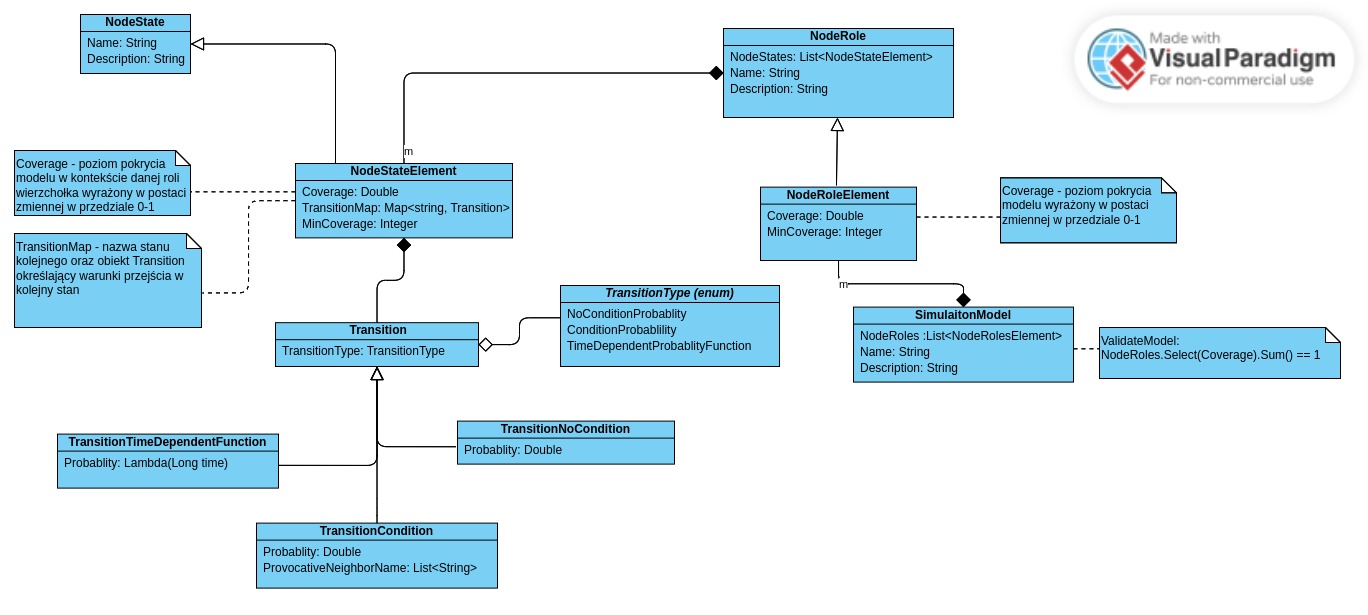 NodeState
Name: String
Description: String
NodeRole
NodeStates: List<NodeStateElement>
Name: String
Description: String
Made with
Visual Paradigm
For non-commercial use
m
Coverage - poziom pokrycia
modelu w kontekście danej roli
wierzchołka wyrażony w postaci
zmiennej w przedziale 0-1
NodeStateElement
Coverage: Double
TransitionMap: Map<string, Transition>
MinCoverage: Integer
NodeRoleElement
Coverage: Double
MinCoverage: Integer
Coverage - poziom pokrycia
modelu wyrażony w postaci
zmiennej w przedziale 0-1
TransitionMap - nazwa stanu
kolejnego oraz obiekt Transition
określający warunki przejścia w
kolejny stan
m
TransitionType (enum)
NoConditionProbablity
ConditionProbablility
TimeDependentProbablityFunction
SimulaitonModel
NodeRoles :List<NodeRolesElement>
Name: String
Description: String
ValidateModel:
NodeRoles.Select(Coverage).Sum() == 1
Transition
TransitionType: TransitionType
TransitionTimeDependentFunction
Probablity: Lambda(Long time)
TransitionNoCondition
Probablity: Double
TransitionCondition
Probablity: Double
ProvocativeNeighborName: List<String>